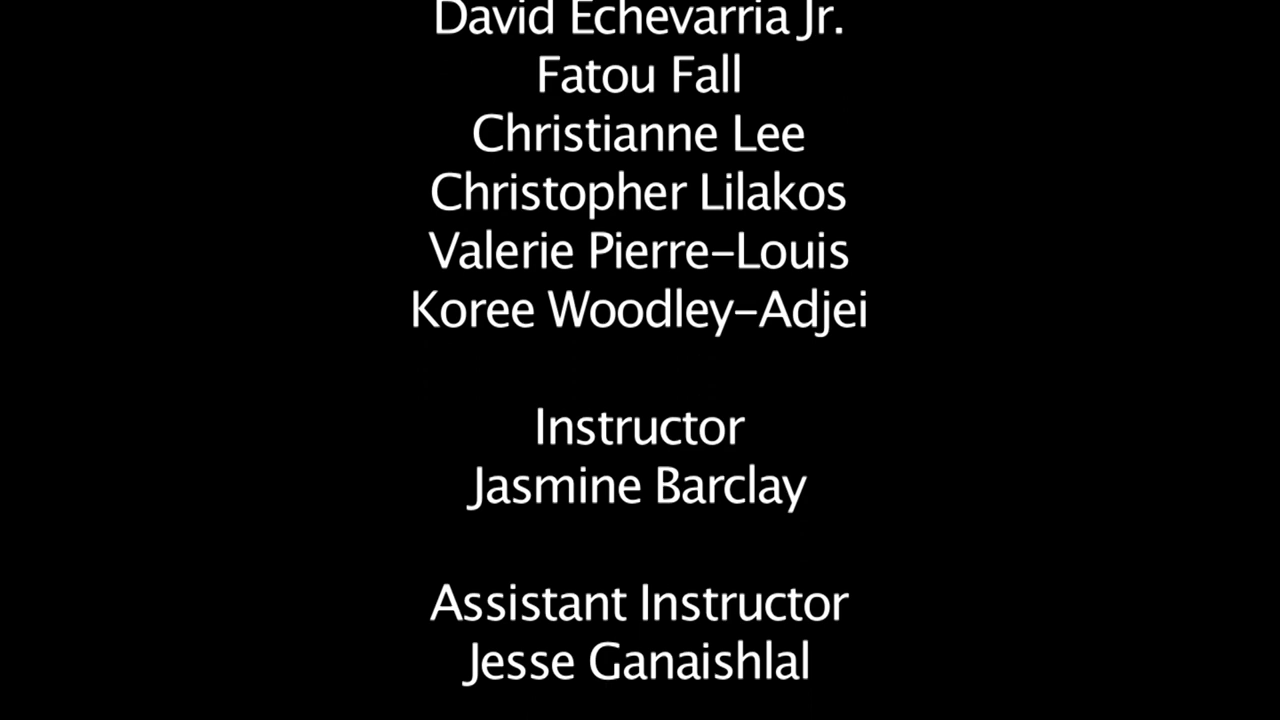 David Echevarria Jr.
Fatou Fall
Christianne Lee
Christopher Lilakos
Valerie Pierre-Louis
Koree Woodley-Adjei
Instructor
Jasmine Barclay
Assistant Instructor
Jesse Ganaishlal